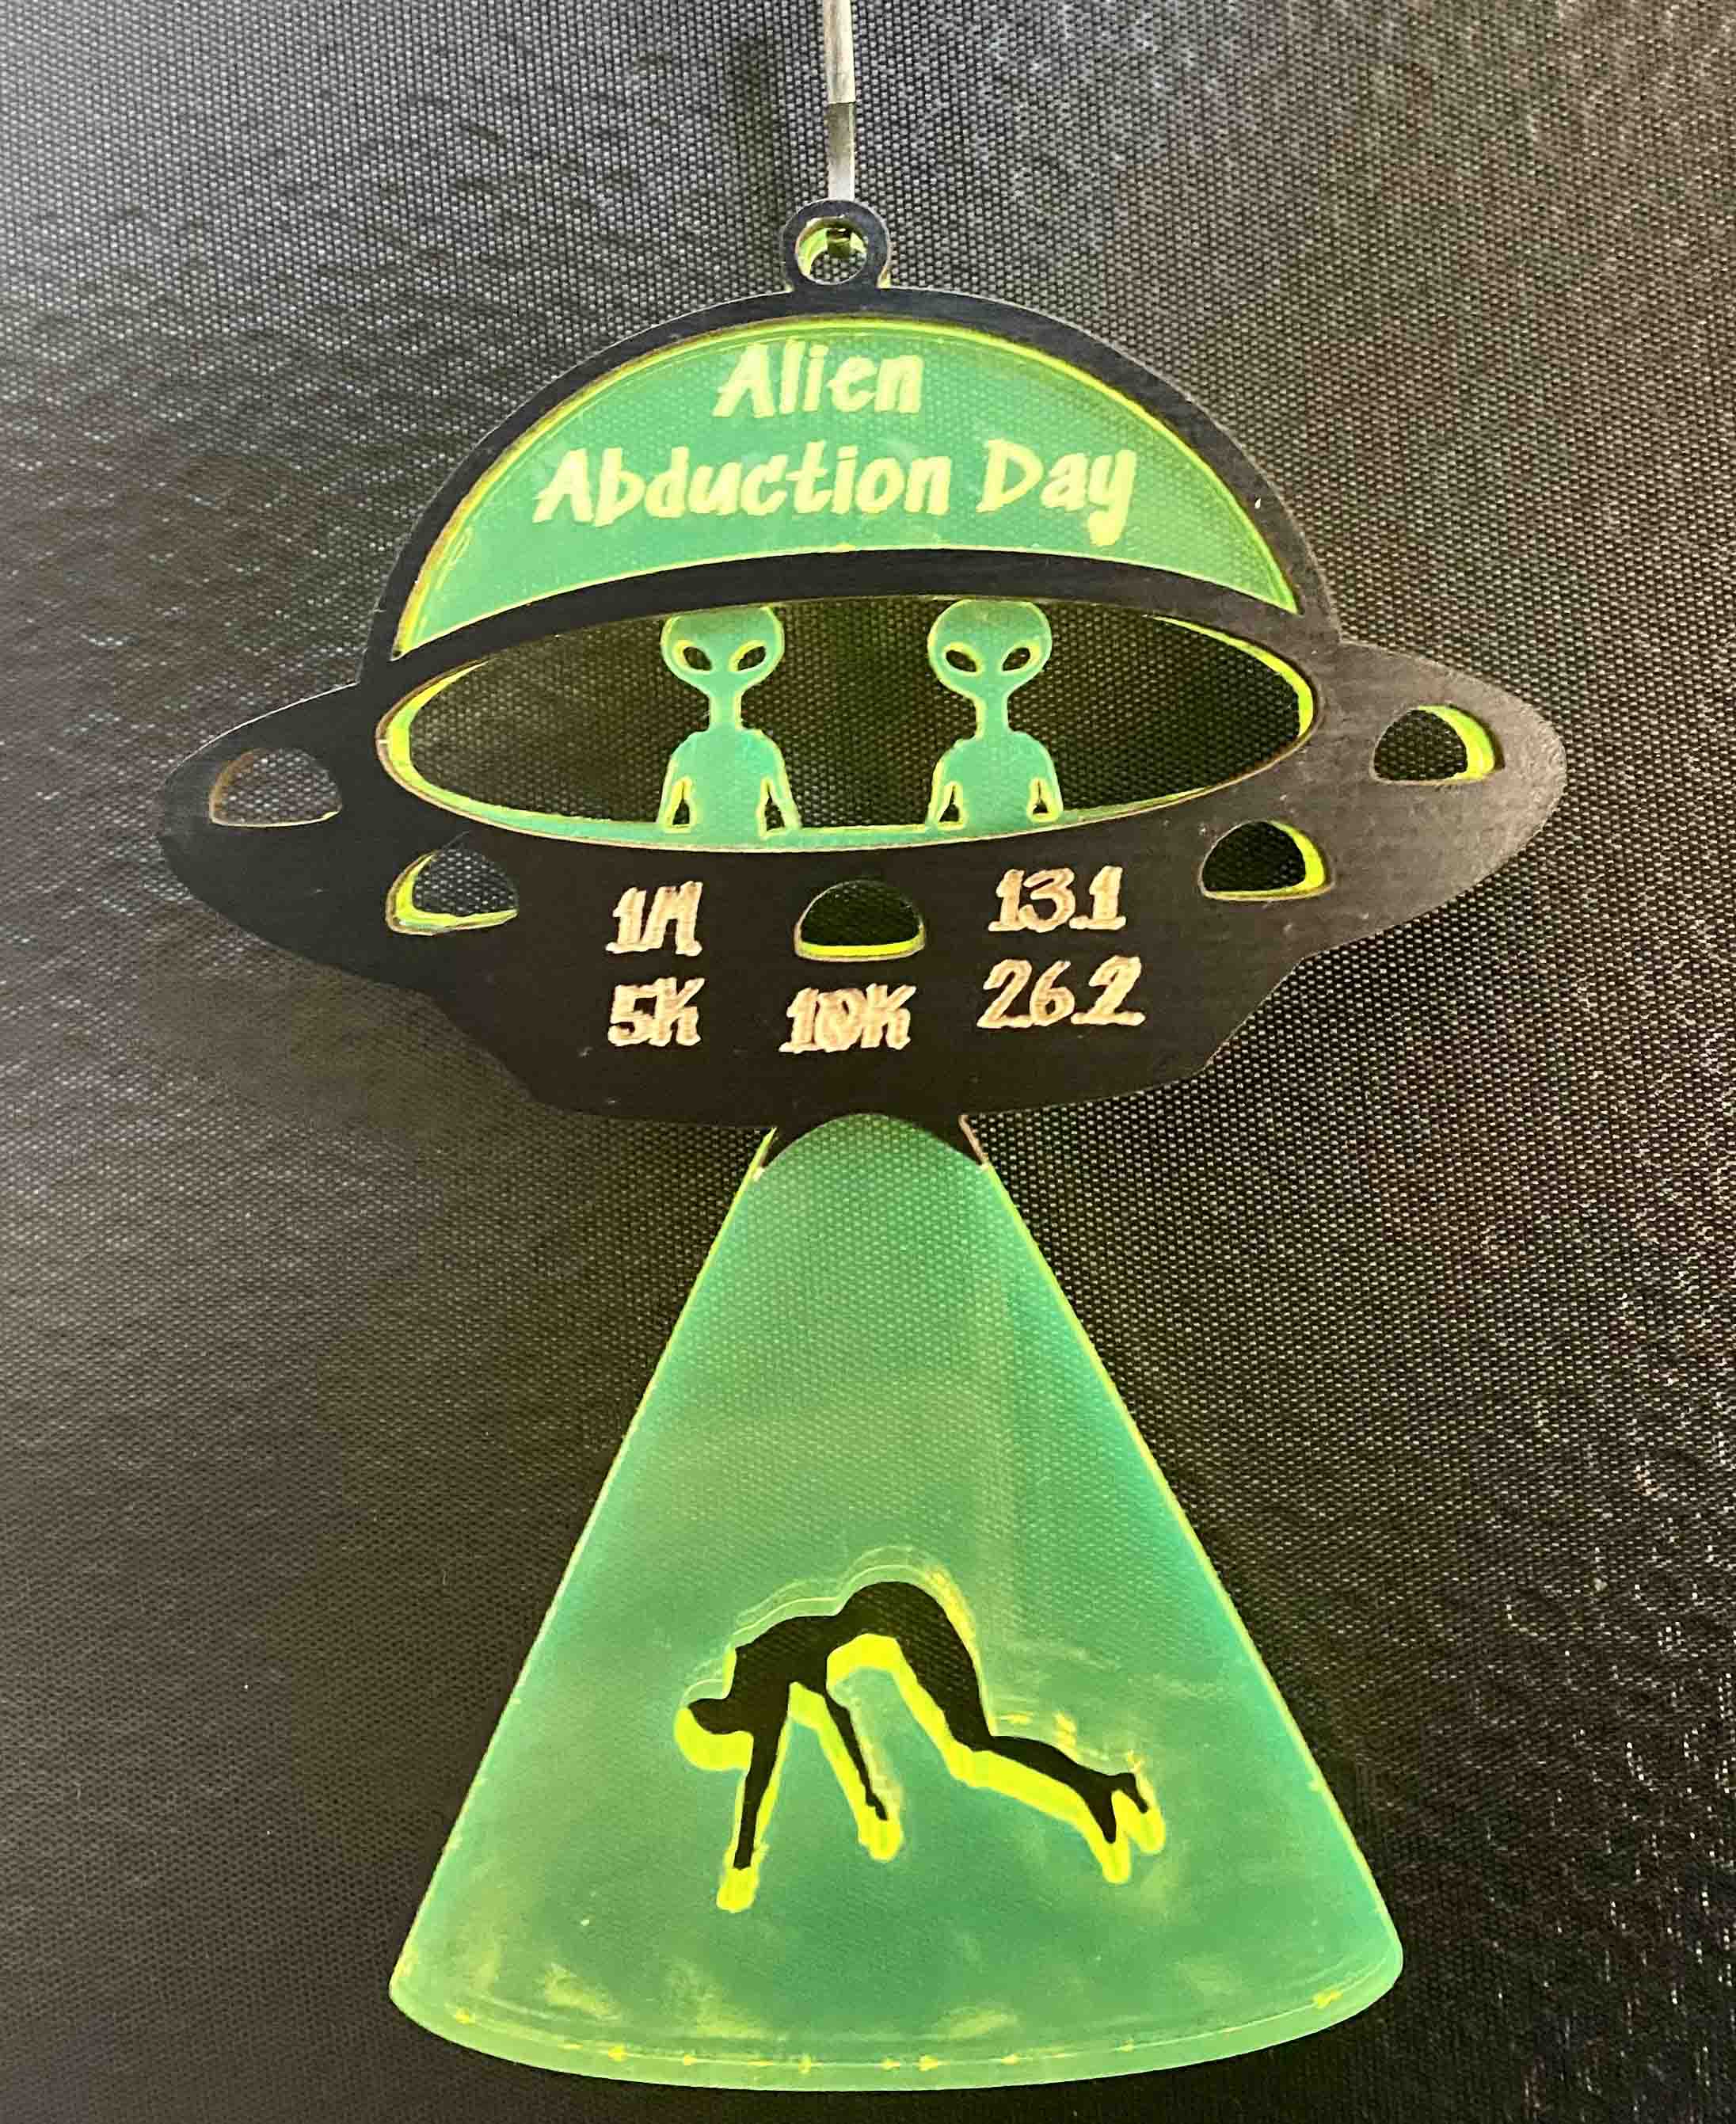 Alien
Abduction Day
1M
13.1
5K
10K
26.2